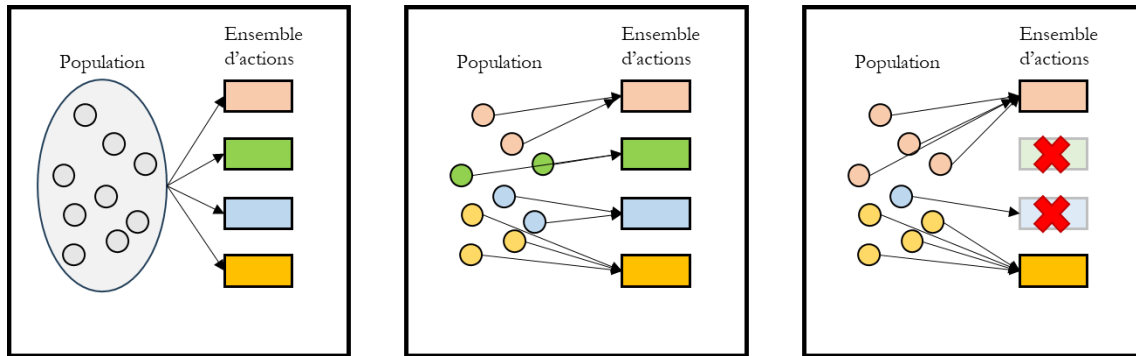 Ensemble
d'actions
Population
Ensemble
d'actions
Population
Ensemble
d'actions
Population